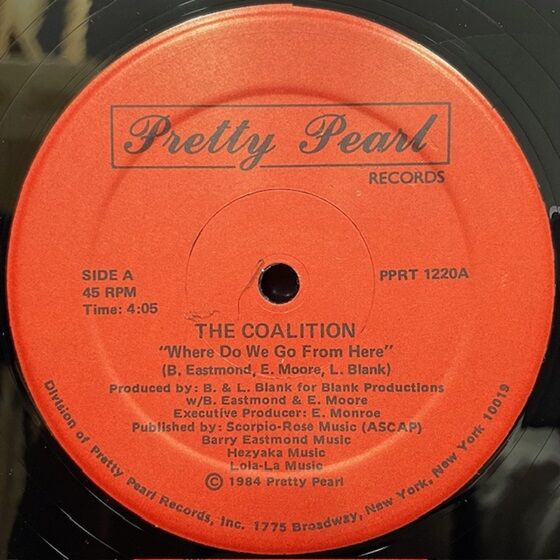 Pretty Pearl
RECORDS
SIDE A
45 RPM
Time: 4:05
PPRT 1220A
THE COALITION
"Where Do We Go From Here"
(B. Eastmond, E. Moore, L. Blank)
Produced by: B. & L. Blank for Blank Productions
w/B. Eastmond & E. Moore
Executive Producer: E. Monroe
Published by: Scorpio-Rose Music (ASCAP)
Barry Eastmond Music
Hezyaka Music
Lola-La Music
© 1984 Pretty Pearl
Division of Pretty Pearl Records, Inc. 1775 Broadway, New York, New York 10019